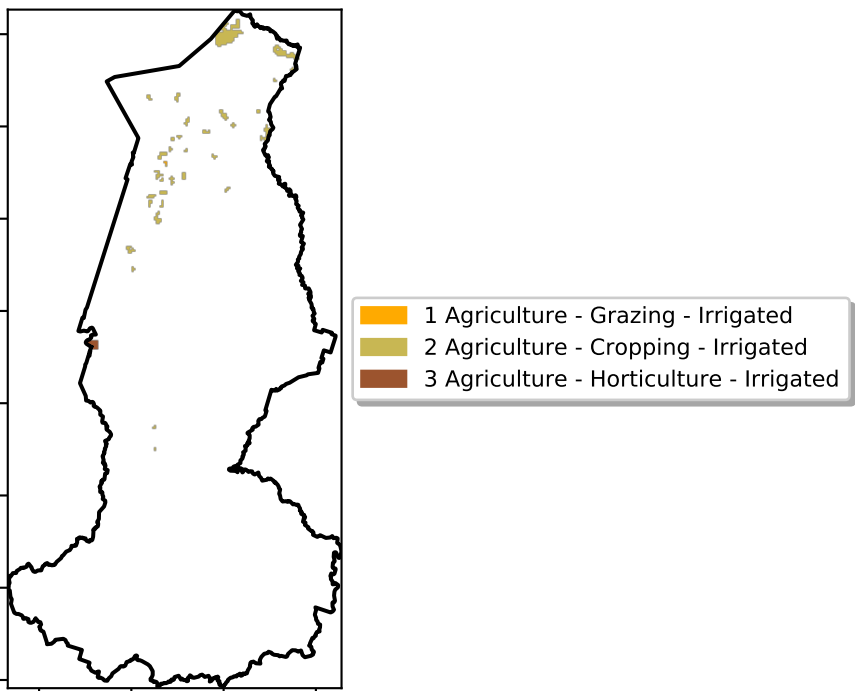 1 Agriculture - Grazing - Irrigated
2 Agriculture - Cropping - Irrigated
3 Agriculture - Horticulture - Irrigated